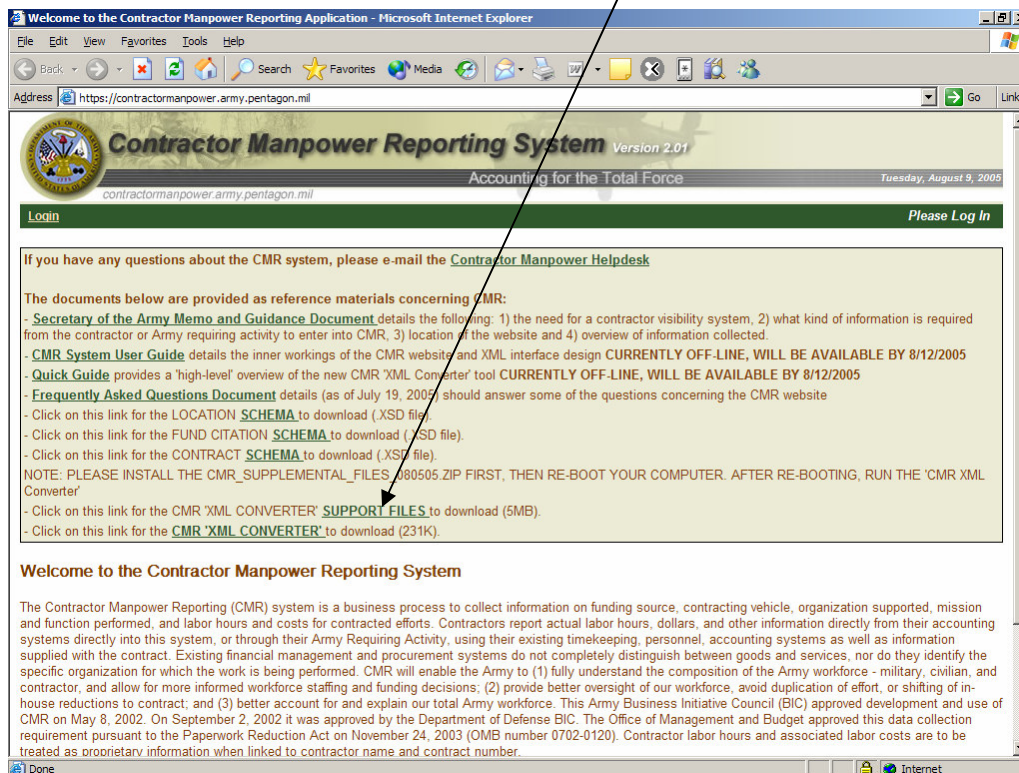 Welcome to the Contractor Manpower Reporting Application - Microsoft Internet Explorer
File Edit View Favorites Tools Help
Back Search Favorites Media
Address https://contractormanpower.army.pentagon.mil Go Link
Contractor Manpower Reporting System Version 2.01
Accounting for the Total Force Tuesday, August 9, 2005
contractormanpower.army.pentagon.mil
Login Please Log In
If you have any questions about the CMR system, please e-mail the Contractor Manpower Helpdesk
The documents below are provided as reference materials concerning CMR:
- Secretary of the Army Memo and Guidance Document details the following: 1) the need for a contractor visibility system, 2) what kind of information is required
from the contractor or Army requiring activity to enter into CMR, 3) location of the website and 4) overview of information collected.
- CMR System User Guide details the inner workings of the CMR website and XML interface design CURRENTLY OFF-LINE, WILL BE AVAILABLE BY 8/12/2005
- Quick Guide provides a 'high-level' overview of the new CMR 'XML Converter' tool CURRENTLY OFF-LINE, WILL BE AVAILABLE BY 8/12/2005
- Frequently Asked Questions Document details (as of July 19, 2005) should answer some of the questions concerning the CMR website
- Click on this link for the LOCATION SCHEMA to download (.XSD file).
- Click on this link for the FUND CITATION SCHEMA to download (.XSD file).
- Click on this link for the CONTRACT SCHEMA to download (.XSD file).
NOTE: PLEASE INSTALL THE CMR_SUPPLEMENTAL_FILES_080505.ZIP FIRST, THEN RE-BOOT YOUR COMPUTER. AFTER RE-BOOTING, RUN THE 'CMR XML
Converter'
- Click on this link for the CMR 'XML CONVERTER' SUPPORT FILES to download (5MB).
- Click on this link for the CMR 'XML CONVERTER' to download (231K).
Welcome to the Contractor Manpower Reporting System
The Contractor Manpower Reporting (CMR) system is a business process to collect information on funding source, contracting vehicle, organization supported, mission
and function performed, and labor hours and costs for contracted efforts. Contractors report actual labor hours, dollars, and other information directly from their accounting
systems directly into this system, or through their Army Requiring Activity, using their existing timekeeping, personnel, accounting systems as well as information
supplied with the contract. Existing financial management and procurement systems do not completely distinguish between goods and services, nor do they identify the
specific organization for which the work is being performed. CMR will enable the Army to (1) fully understand the composition of the Army workforce - military, civilian, and
contractor, and allow for more informed workforce staffing and funding decisions; (2) provide better oversight of our workforce, avoid duplication of effort, or shifting of in-
house reductions to contract; and (3) better account for and explain our total Army workforce. This Army Business Initiative Council (BIC) approved development and use of
CMR on May 8, 2002. On September 2, 2002 it was approved by the Department of Defense BIC. The Office of Management and Budget approved this data collection
requirement pursuant to the Paperwork Reduction Act on November 24, 2003 (OMB number 0702-0120). Contractor labor hours and associated labor costs are to be
treated as proprietary information when linked to contractor name and contract number.
Done Internet